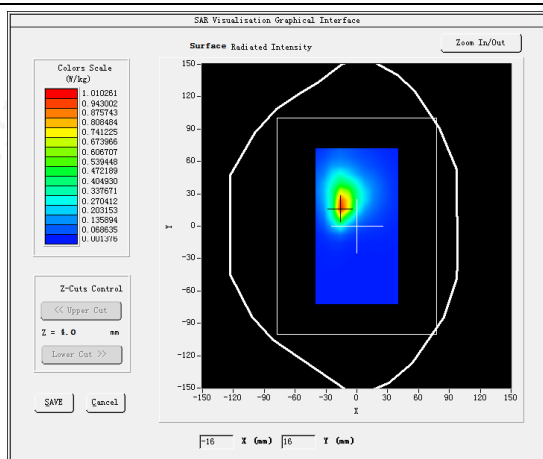 SAR Visualisation Graphical Interface
Surface Radiated Intensity
Zoom In/Out
Colors Scale
(W/kg)
1.010261
0.943002
0.875743
0.808484
0.741225
0.673966
0.606707
0.539448
0.472189
0.404930
0.337671
0.270412
0.203153
0.135894
0.068635
0.001376
150
120
90
60
30
0
-30
-60
-90
-120
-150
Y
-150 -120 -90 -60 -30 0 30 60 90 120 150
X
Z-Cuts Control
<< Upper Cut
Z = 4.0 mm
Lower Cut >>
SAVE Cancel
-16 X (mm) 16 Y (mm)